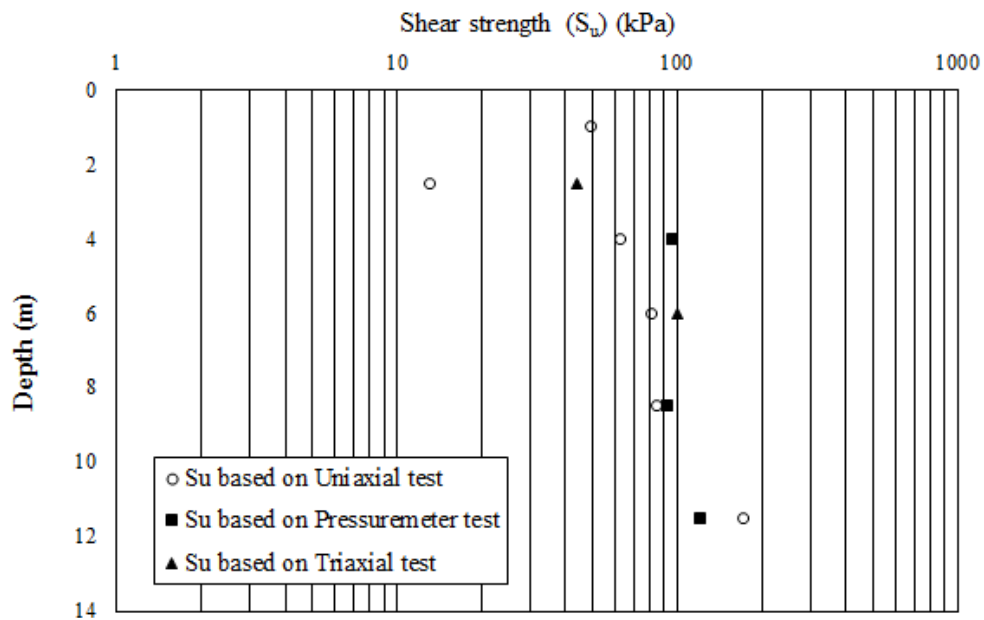 Shear strength (Su) (kPa)
1 10 100 1000
0
2
4
6
8
10
12
14
Depth (m)
Su based on Uniaxial test
Su based on Pressuremeter test
Su based on Triaxial test